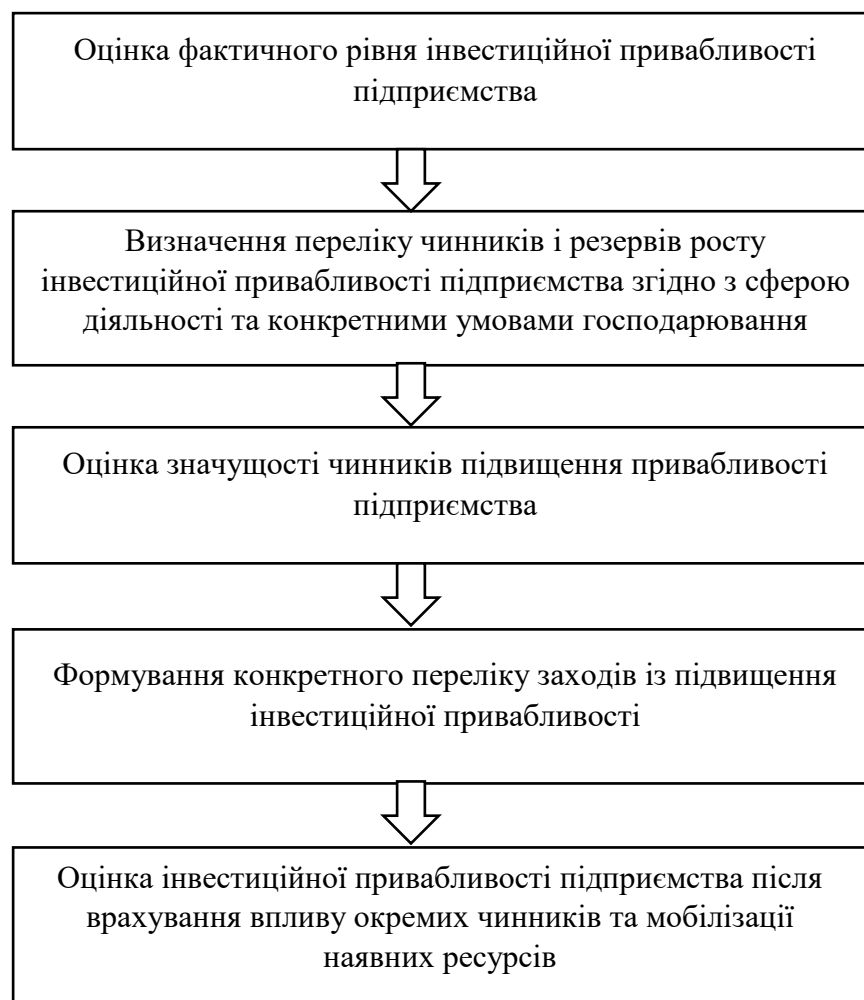 Оцінка фактичного рівня інвестиційної привабливості
підприємства
Визначення переліку чинників і резервів росту
інвестиційної привабливості підприємства згідно з сферою
діяльності та конкретними умовами господарювання
Оцінка значущості чинників підвищення привабливості
підприємства
Формування конкретного переліку заходів із підвищення
інвестиційної привабливості
Оцінка інвестиційної привабливості підприємства після
врахування впливу окремих чинників та мобілізації
наявних ресурсів